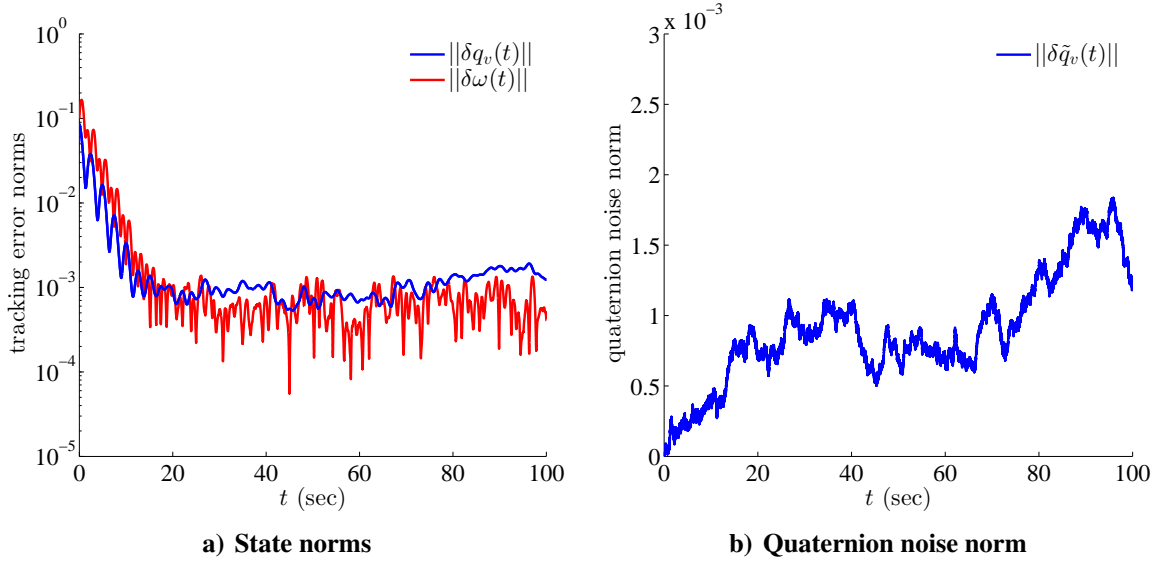 10^0
10^-1
10^-2
10^-3
10^-4
10^-5
tracking error norms
||δq_v(t)||
||δω(t)||
0 20 40 60 80 100
t (sec)
a) State norms
x 10^-3
3
2.5
2
1.5
1
0.5
0
quaternion noise norm
||δq̃_v(t)||
0 20 40 60 80 100
t (sec)
b) Quaternion noise norm